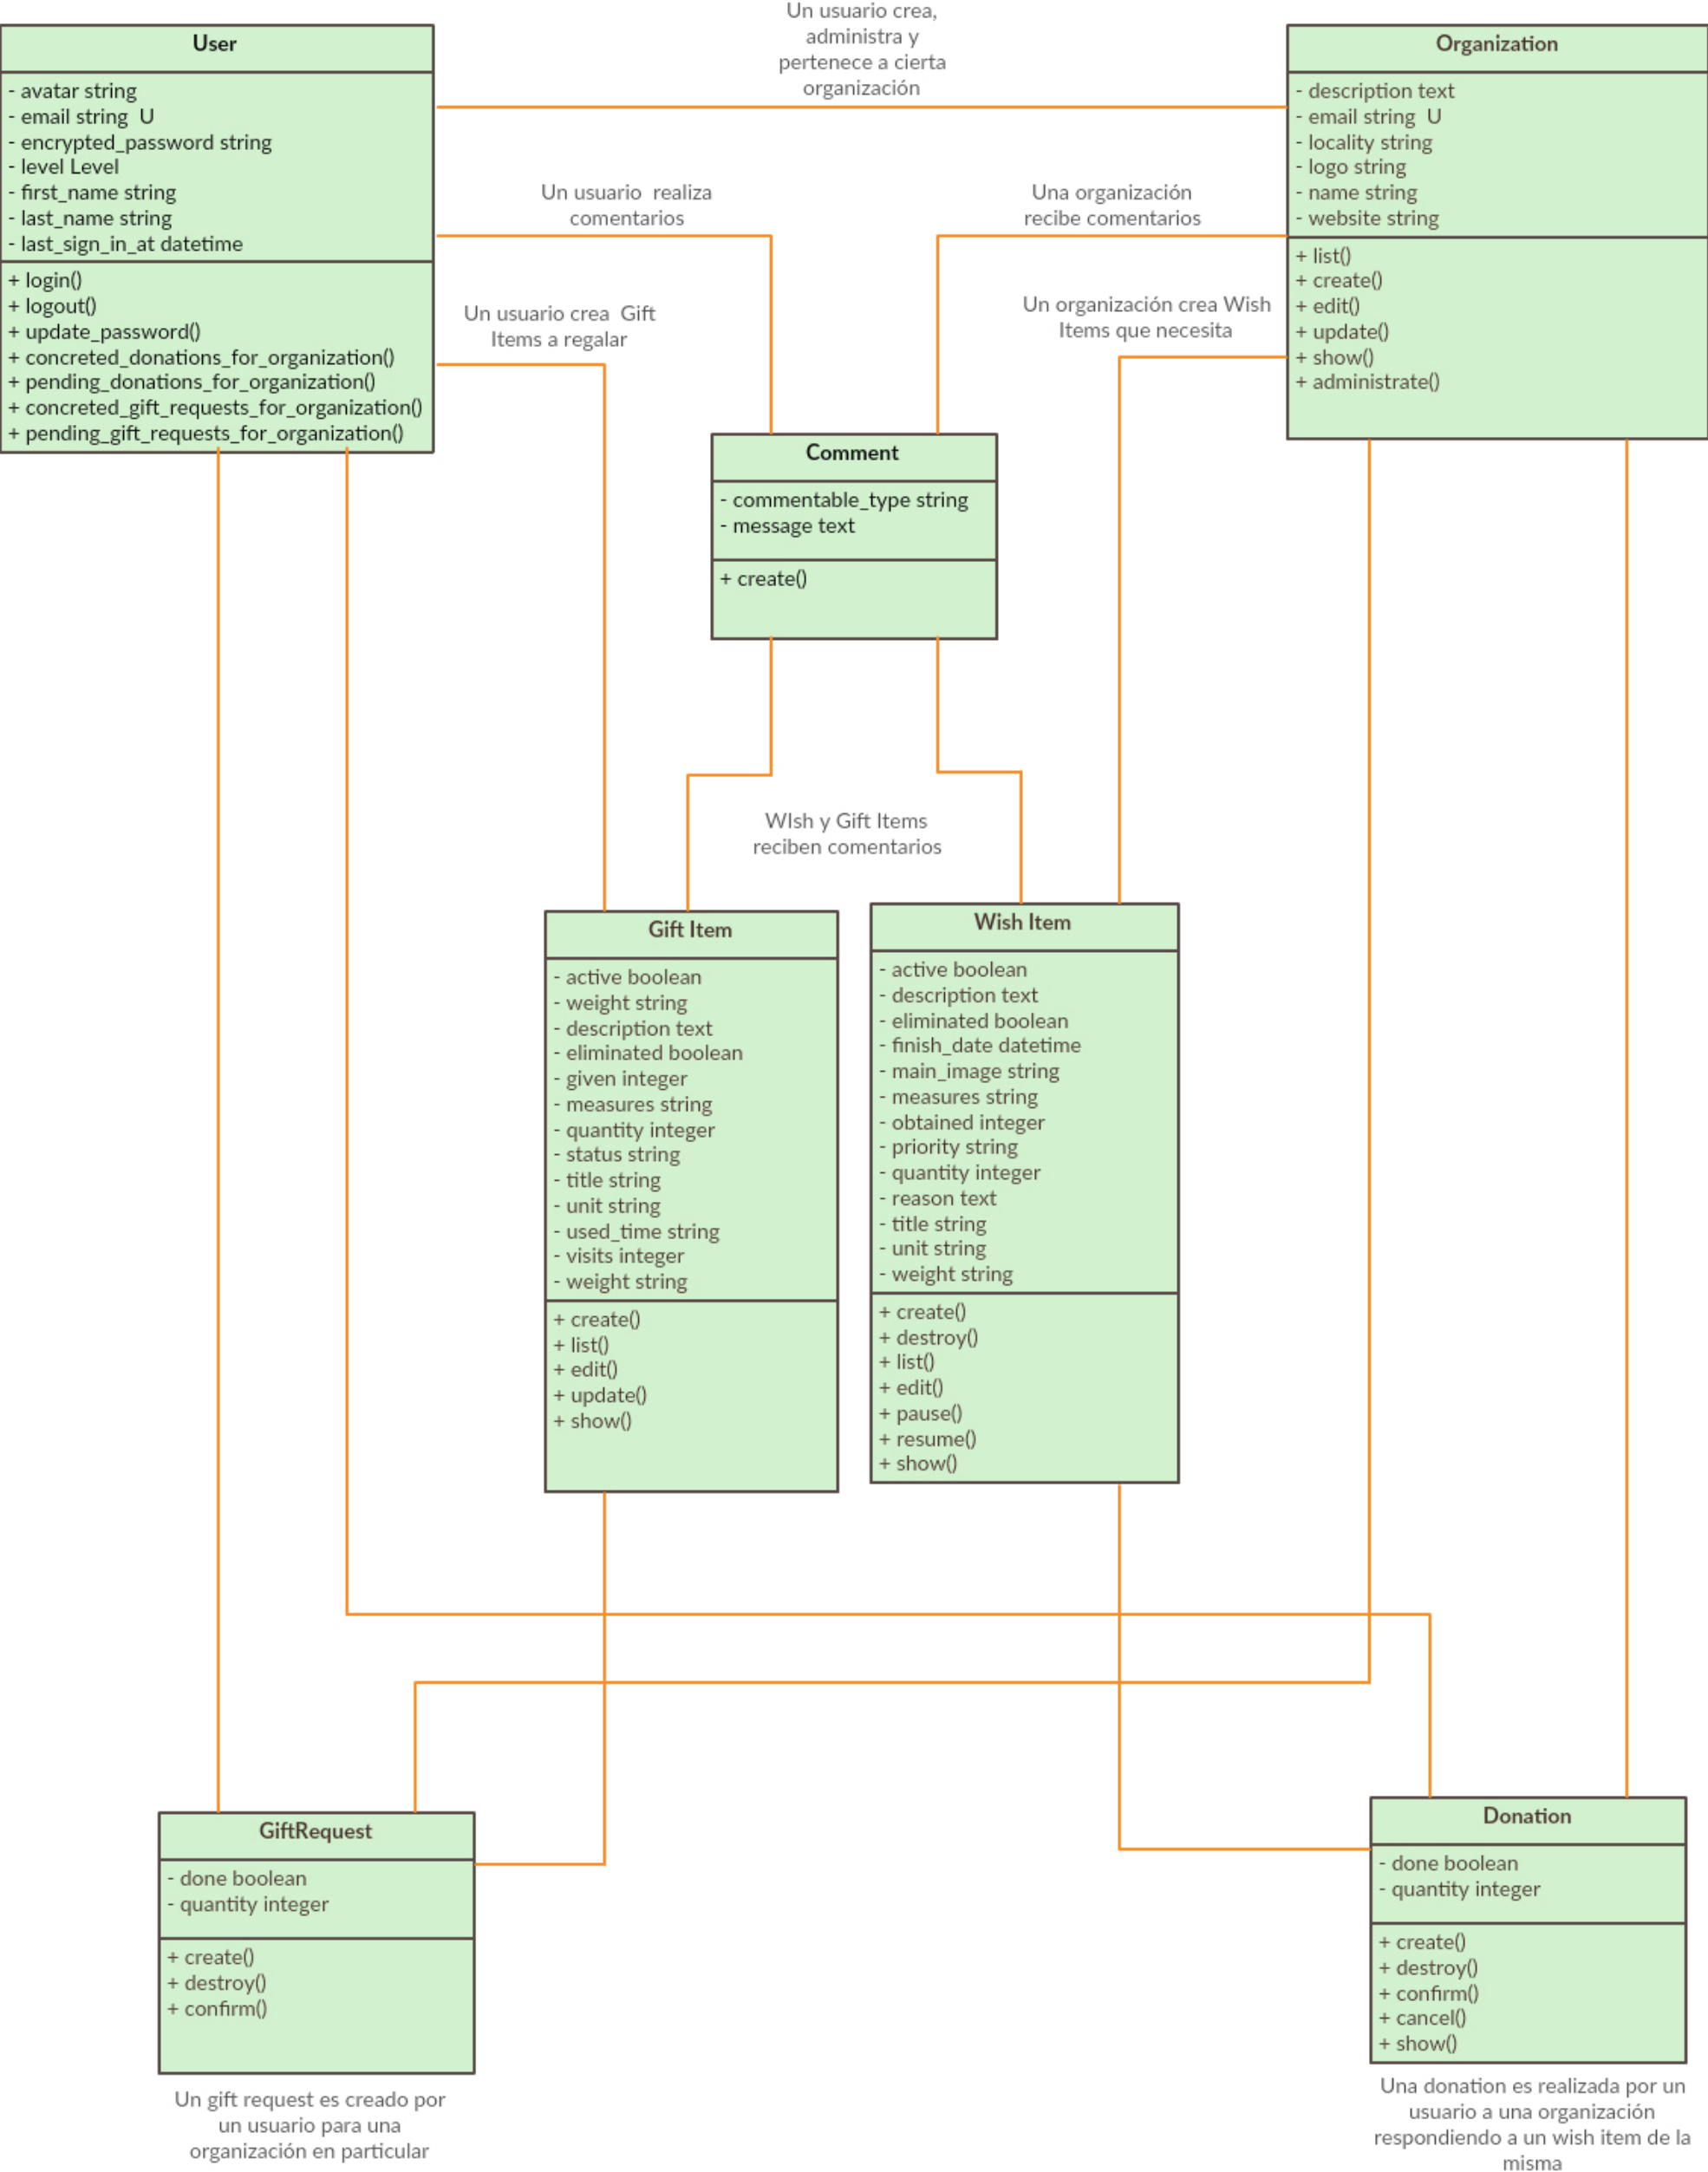 Un usuario crea,
administra y
pertenece a cierta
organización
User
- avatar string
- email string  U
- encrypted_password string
- level Level
- first_name string
- last_name string
- last_sign_in_at datetime
+ login()
+ logout()
+ update_password()
+ concreted_donations_for_organization()
+ pending_donations_for_organization()
+ concreted_gift_requests_for_organization()
+ pending_gift_requests_for_organization()
Organization
- description text
- email string  U
- locality string
- logo string
- name string
- website string
+ list()
+ create()
+ edit()
+ update()
+ show()
+ administrate()
Un usuario  realiza
comentarios
Una organización
recibe comentarios
Un usuario crea  Gift
Items a regalar
Un organización crea Wish
Items que necesita
Comment
- commentable_type string
- message text
+ create()
WIsh y Gift Items
reciben comentarios
Gift Item
- active boolean
- weight string
- description text
- eliminated boolean
- given integer
- measures string
- quantity integer
- status string
- title string
- unit string
- used_time string
- visits integer
- weight string
+ create()
+ list()
+ edit()
+ update()
+ show()
Wish Item
- active boolean
- description text
- eliminated boolean
- finish_date datetime
- main_image string
- measures string
- obtained integer
- priority string
- quantity integer
- reason text
- title string
- unit string
- weight string
+ create()
+ destroy()
+ list()
+ edit()
+ pause()
+ resume()
+ show()
GiftRequest
- done boolean
- quantity integer
+ create()
+ destroy()
+ confirm()
Un gift request es creado por
un usuario para una
organización en particular
Donation
- done boolean
- quantity integer
+ create()
+ destroy()
+ confirm()
+ cancel()
+ show()
Una donation es realizada por un
usuario a una organización
respondiendo a un wish item de la
misma